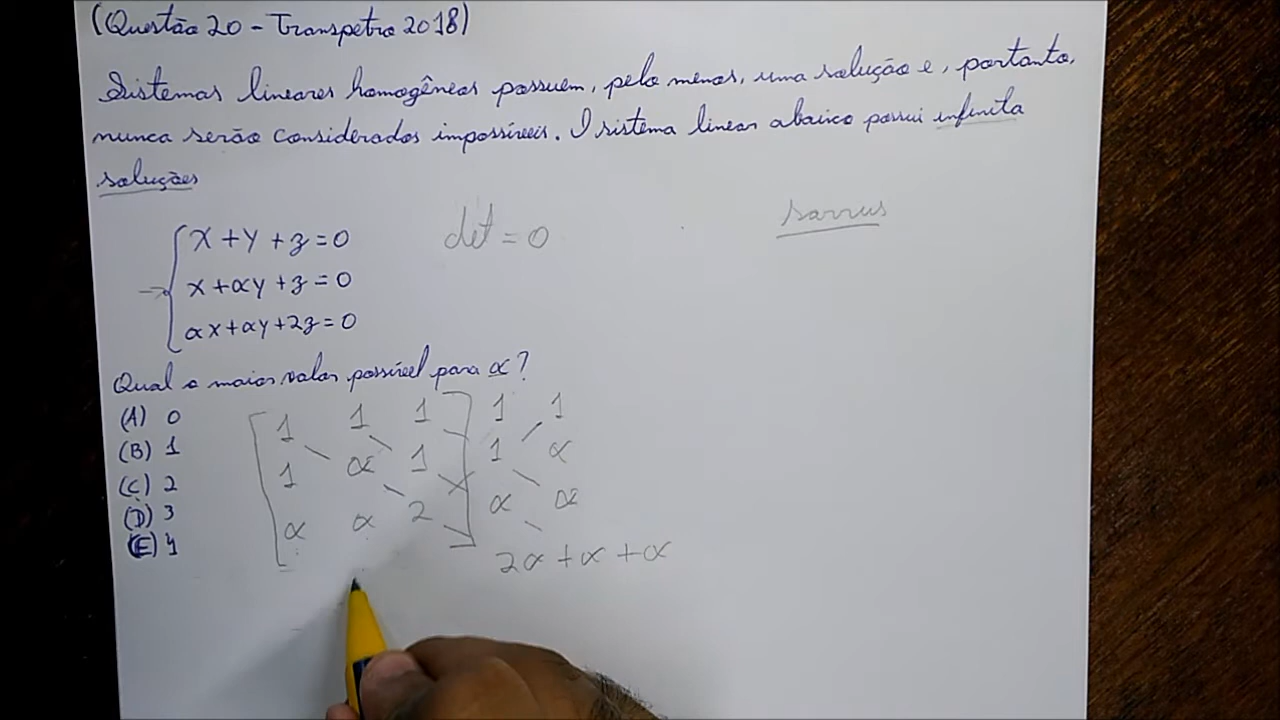 (Questão 20 - Transpetro 2018)
Sistemas lineares homogêneos possuem, pelo menos, uma solução e, portanto,
nunca serão considerados impossíveis. O sistema linear abaixo possui infinita
soluções
x + y + z = 0
x + αy + z = 0
αx + αy + 2z = 0
det = 0
sarrus
Qual o maior valor possível para α?
(A) 0
(B) 1
(C) 2
(D) 3
(E) 4
1 1 1 1 1
1 α 1 1 α
α α 2 α α
2α + α + α